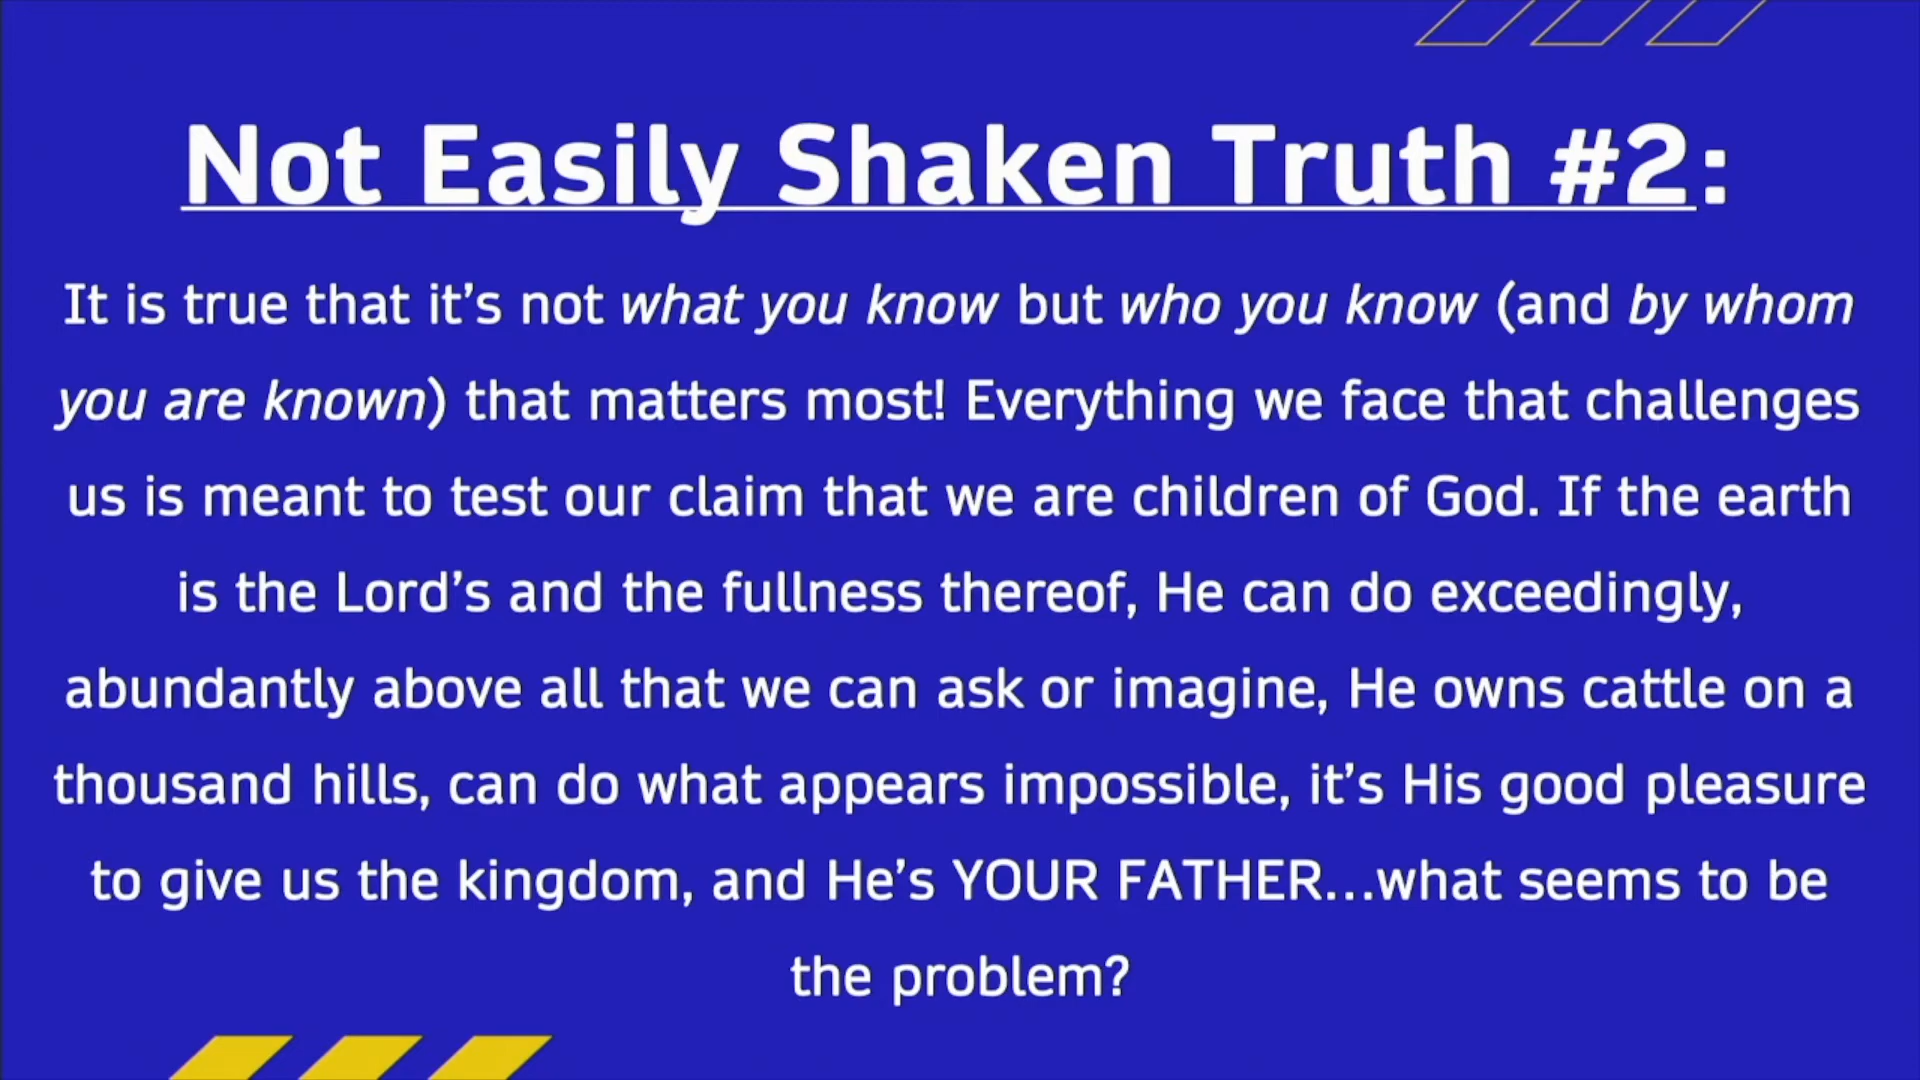 Not Easily Shaken Truth #2:
It is true that it’s not what you know but who you know (and by whom
you are known) that matters most! Everything we face that challenges
us is meant to test our claim that we are children of God. If the earth
is the Lord’s and the fullness thereof, He can do exceedingly,
abundantly above all that we can ask or imagine, He owns cattle on a
thousand hills, can do what appears impossible, it’s His good pleasure
to give us the kingdom, and He’s YOUR FATHER...what seems to be
the problem?